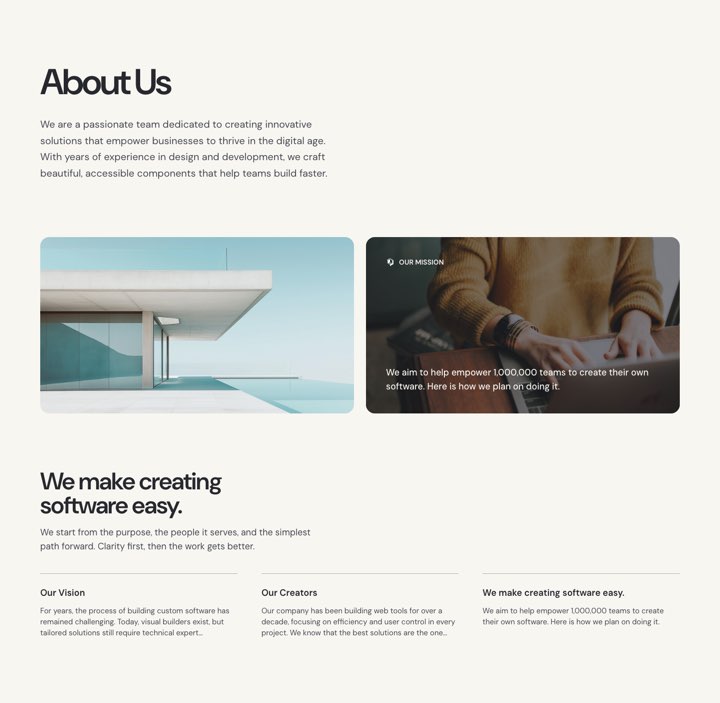 About Us
We are a passionate team dedicated to creating innovative
solutions that empower businesses to thrive in the digital age.
With years of experience in design and development, we craft
beautiful, accessible components that help teams build faster.
OUR MISSION
We aim to help empower 1,000,000 teams to create their own
software. Here is how we plan on doing it.
We make creating
software easy.
We start from the purpose, the people it serves, and the simplest
path forward. Clarity first, then the work gets better.
Our Vision
For years, the process of building custom software has
remained challenging. Today, visual builders exist, but
tailored solutions still require technical expert...
Our Creators
Our company has been building web tools for over a
decade, focusing on efficiency and user control in every
project. We know that the best solutions are the one...
We make creating software easy.
We aim to help empower 1,000,000 teams to create
their own software. Here is how we plan on doing it.